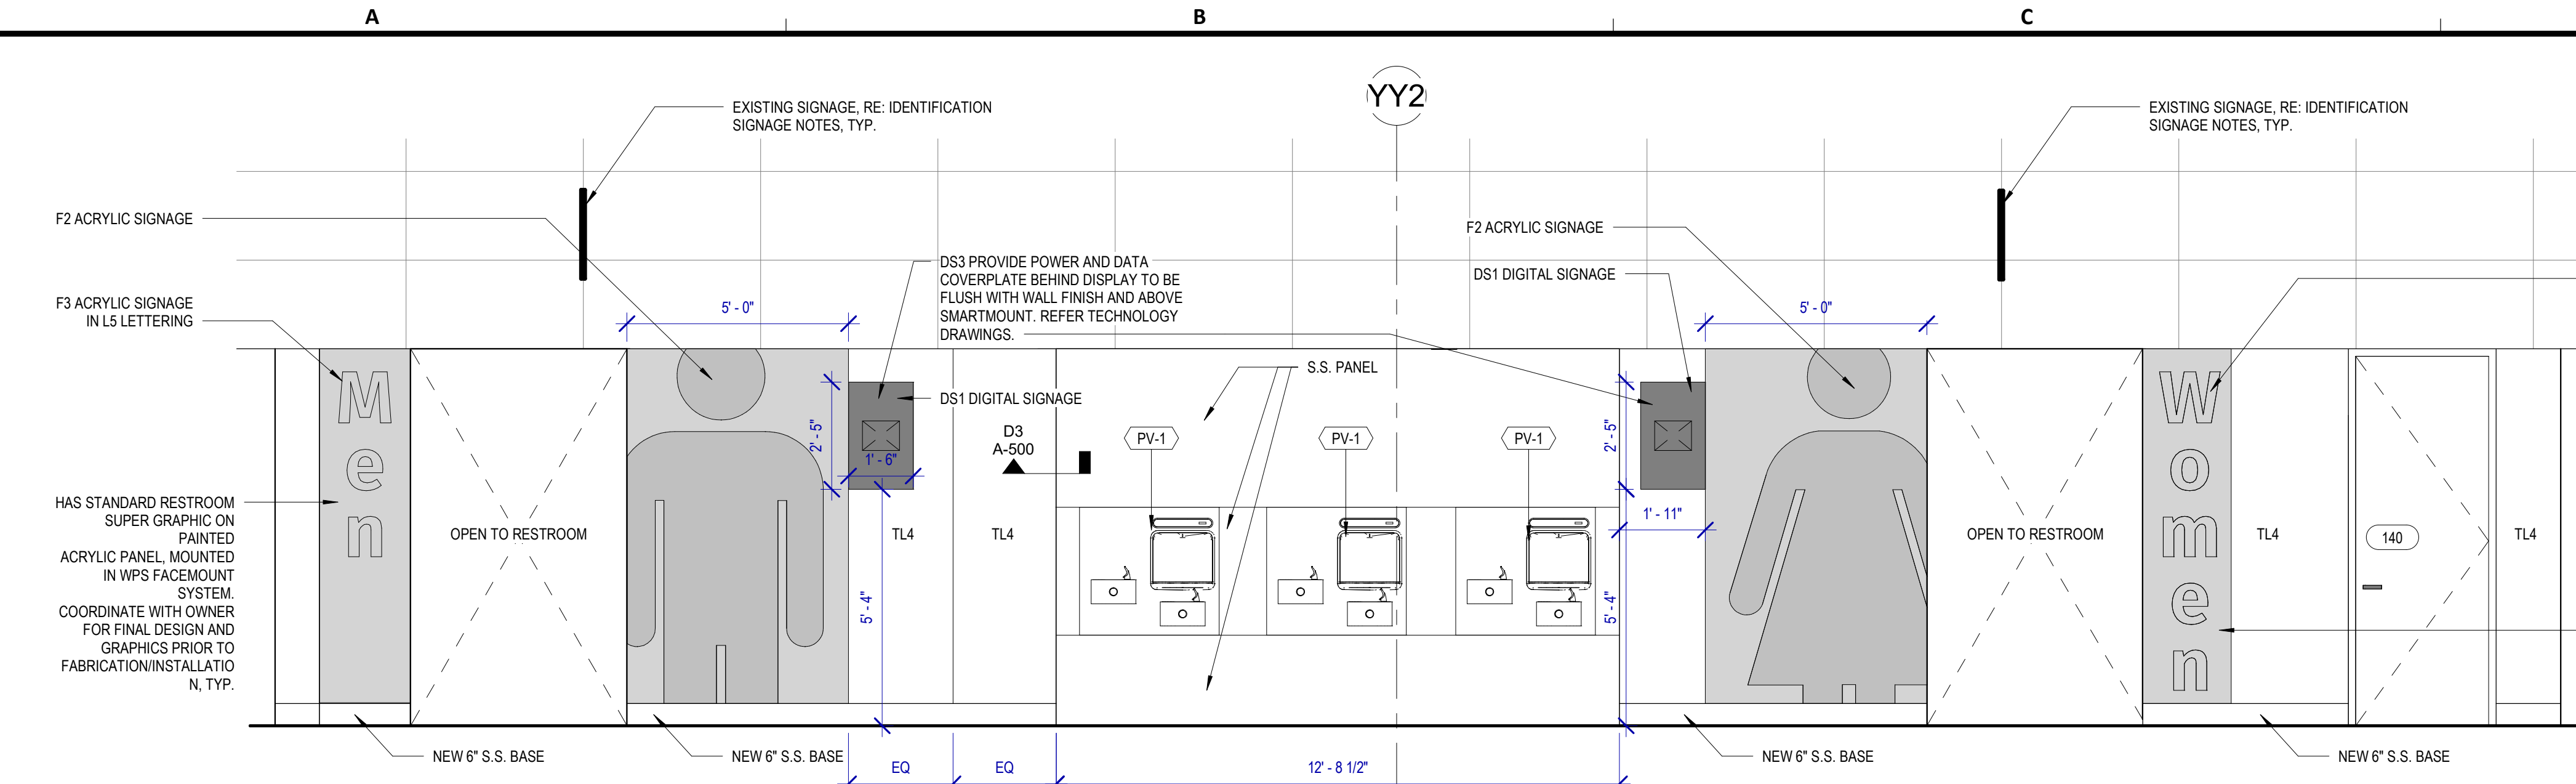 A
B
C
YY2
EXISTING SIGNAGE, RE: IDENTIFICATION
SIGNAGE NOTES, TYP.
EXISTING SIGNAGE, RE: IDENTIFICATION
SIGNAGE NOTES, TYP.
F2 ACRYLIC SIGNAGE
F2 ACRYLIC SIGNAGE
DS3 PROVIDE POWER AND DATA
COVERPLATE BEHIND DISPLAY TO BE
FLUSH WITH WALL FINISH AND ABOVE
SMARTMOUNT. REFER TECHNOLOGY
DRAWINGS.
DS1 DIGITAL SIGNAGE
F3 ACRYLIC SIGNAGE
IN L5 LETTERING
5' - 0"
5' - 0"
S.S. PANEL
DS1 DIGITAL SIGNAGE
Men
Women
2' - 5"
1' - 6"
D3
A-500
PV-1
PV-1
PV-1
2' - 5"
1' - 11"
HAS STANDARD RESTROOM
SUPER GRAPHIC ON
PAINTED
ACRYLIC PANEL, MOUNTED
IN WPS FACEMOUNT
SYSTEM.
COORDINATE WITH OWNER
FOR FINAL DESIGN AND
GRAPHICS PRIOR TO
FABRICATION/INSTALLATIO
N, TYP.
OPEN TO RESTROOM
TL4
TL4
OPEN TO RESTROOM
TL4
140
TL4
5' - 4"
5' - 4"
NEW 6" S.S. BASE
NEW 6" S.S. BASE
NEW 6" S.S. BASE
NEW 6" S.S. BASE
EQ
EQ
12' - 8 1/2"